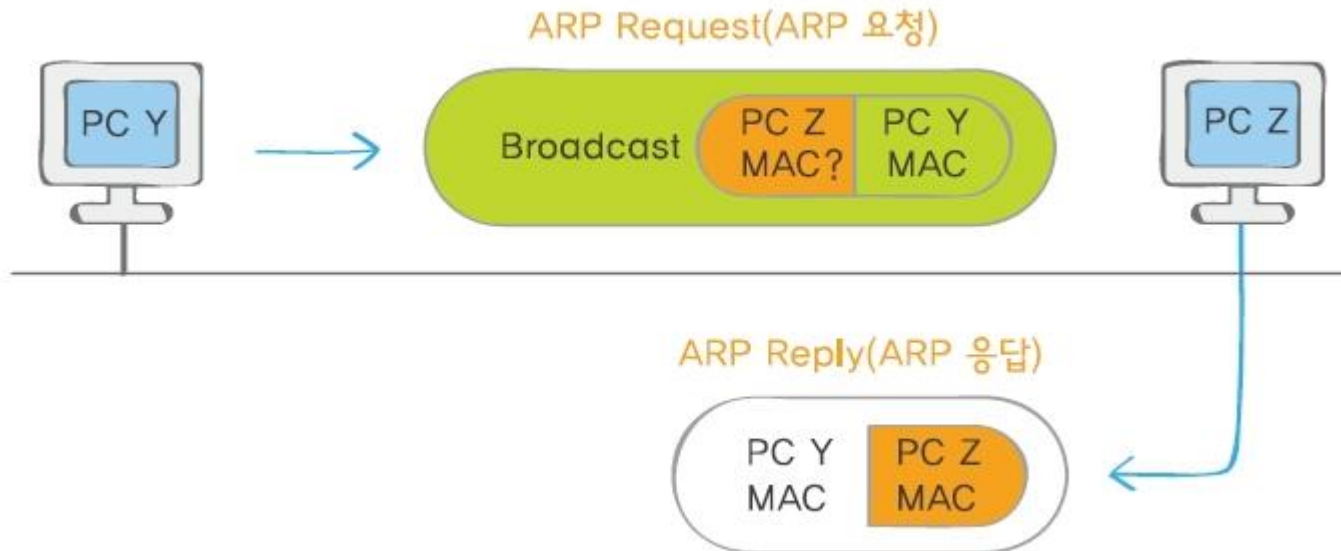 ARP Request(ARP 요청)
PC Y
Broadcast
PC Z
MAC?
PC Y
MAC
PC Z
ARP Reply(ARP 응답)
PC Y
MAC
PC Z
MAC